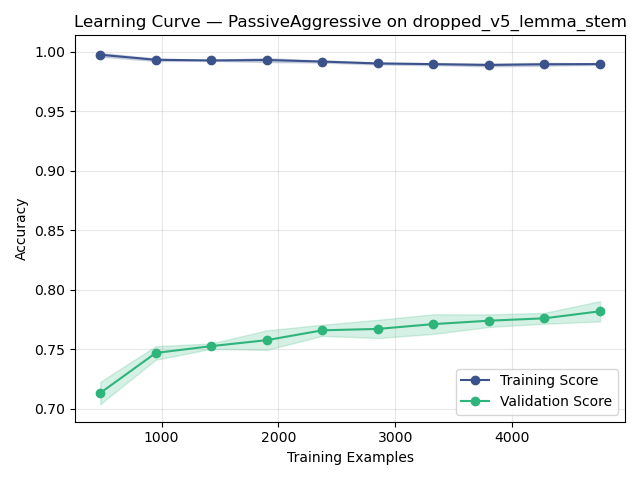 Learning Curve — PassiveAggressive on dropped_v5_lemma_stem
1.00
0.95
0.90
0.85
0.80
0.75
0.70
Accuracy
Training Score
Validation Score
1000
2000
3000
4000
Training Examples